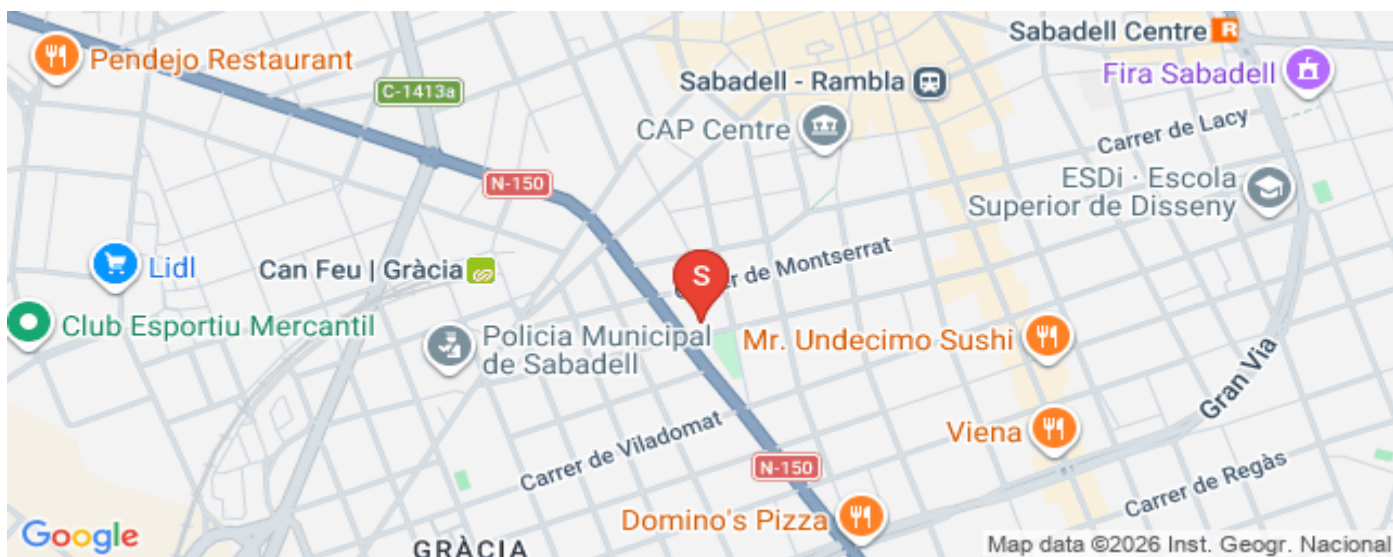 Sabadell Centre R
Pendejo Restaurant
Fira Sabadell
Sabadell - Rambla
C-1413a
CAP Centre
Carrer de Lacy
N-150
ESDi · Escola
Superior de Disseny
Lidl
Can Feu | Gràcia
S
de Montserrat
Club Esportiu Mercantil
Policia Municipal
de Sabadell
Mr. Undecimo Sushi
Gran Via
Viena
Carrer de Viladomat
N-150
Carrer de Regàs
Domino's Pizza
Google
GRÀCIA
Map data ©2026 Inst. Geogr. Nacional